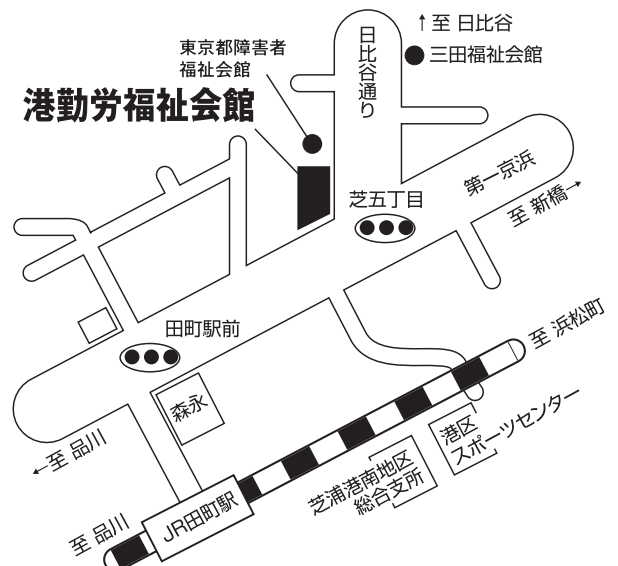 ↑至 日比谷
三田福祉会館
東京都障害者
福祉会館
日比谷通り
港勤労福祉会館
第一京浜
至 新橋→
芝五丁目
田町駅前
至 浜松町
森永
←至 品川
港区
スポーツセンター
芝浦港南地区
総合支所
JR田町駅
至 品川